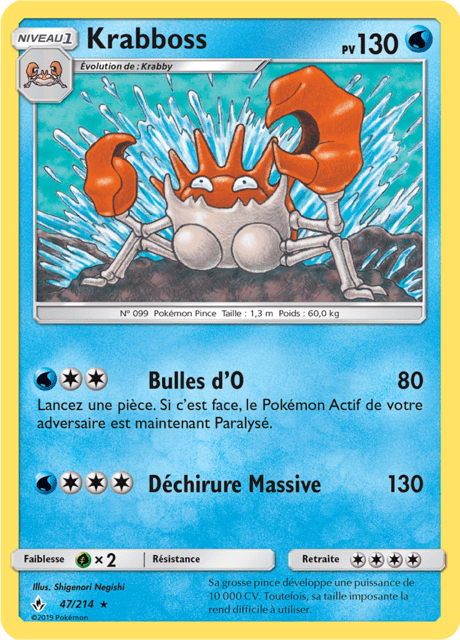 NIVEAU 1
Krabboss
PV 130
Évolution de : Krabby
N° 099 Pokémon Pince Taille : 1,3 m Poids : 60,0 kg
Bulles d'O 80
Lancez une pièce. Si c'est face, le Pokémon Actif de votre
adversaire est maintenant Paralysé.
Déchirure Massive 130
Faiblesse × 2 Résistance Retraite
Illus. Shigenori Negishi
47/214 ★
©2019 Pokémon
Sa grosse pince développe une puissance de
10 000 CV. Toutefois, sa taille imposante la
rend difficile à utiliser.